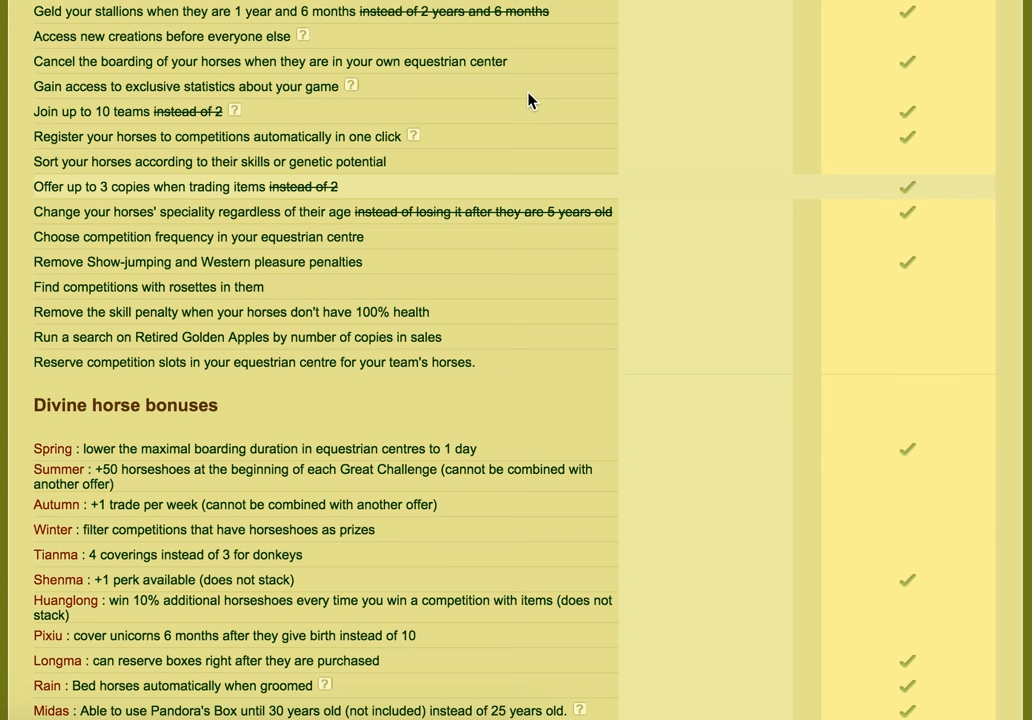 Geld your stallions when they are 1 year and 6 months instead of 2 years and 6 months
Access new creations before everyone else ?
Cancel the boarding of your horses when they are in your own equestrian center
Gain access to exclusive statistics about your game ?
Join up to 10 teams instead of 2 ?
Register your horses to competitions automatically in one click ?
Sort your horses according to their skills or genetic potential
Offer up to 3 copies when trading items instead of 2
Change your horses' speciality regardless of their age instead of losing it after they are 5 years old
Choose competition frequency in your equestrian centre
Remove Show-jumping and Western pleasure penalties
Find competitions with rosettes in them
Remove the skill penalty when your horses don't have 100% health
Run a search on Retired Golden Apples by number of copies in sales
Reserve competition slots in your equestrian centre for your team's horses.
Divine horse bonuses
Spring : lower the maximal boarding duration in equestrian centres to 1 day
Summer : +50 horseshoes at the beginning of each Great Challenge (cannot be combined with
another offer)
Autumn : +1 trade per week (cannot be combined with another offer)
Winter : filter competitions that have horseshoes as prizes
Tianma : 4 coverings instead of 3 for donkeys
Shenma : +1 perk available (does not stack)
Huanglong : win 10% additional horseshoes every time you win a competition with items (does not
stack)
Pixiu : cover unicorns 6 months after they give birth instead of 10
Longma : can reserve boxes right after they are purchased
Rain : Bed horses automatically when groomed ?
Midas : Able to use Pandora's Box until 30 years old (not included) instead of 25 years old. ?